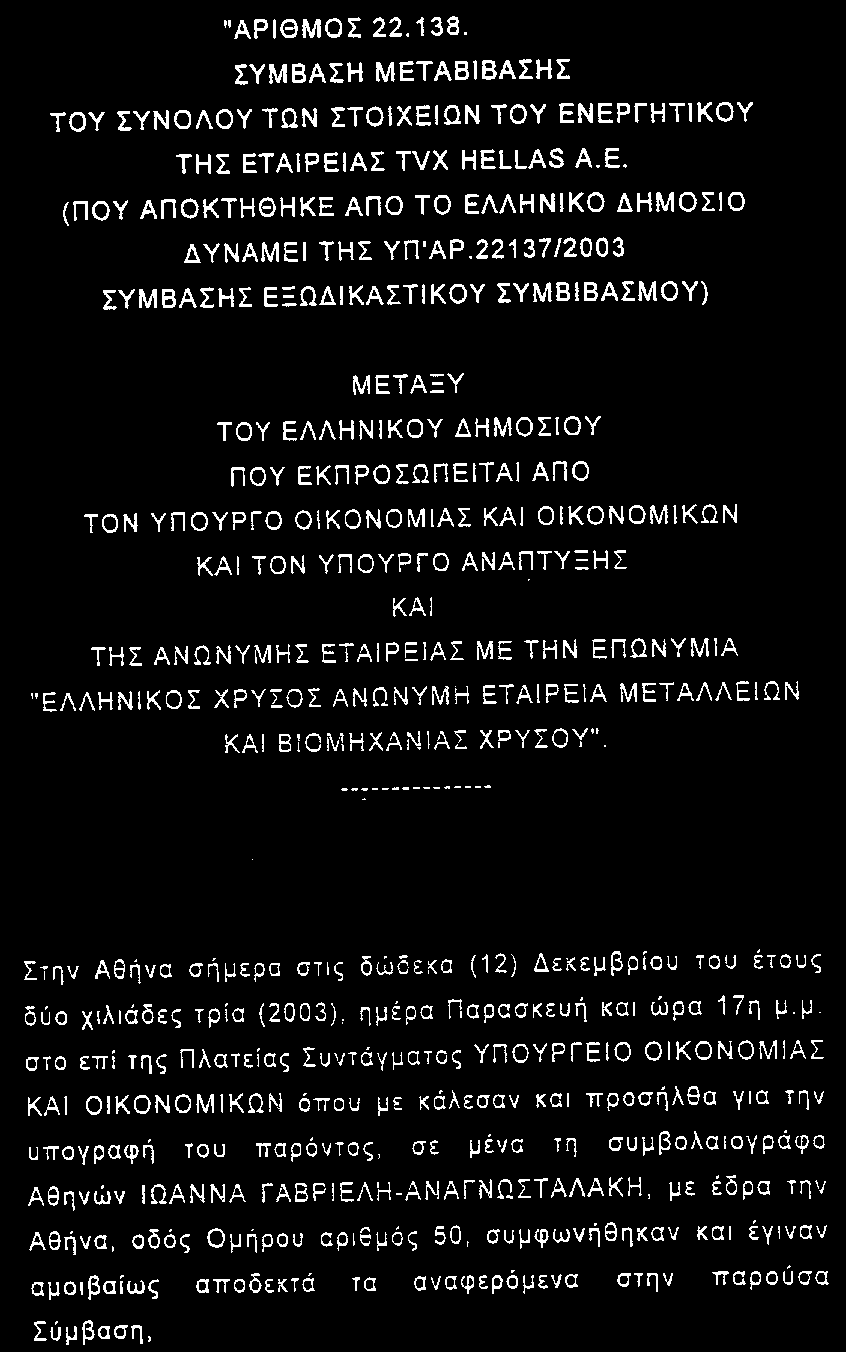 "ΑΡΙΘΜΟΣ 22.138.
ΣΥΜΒΑΣΗ ΜΕΤΑΒΙΒΑΣΗΣ
ΤΟΥ ΣΥΝΟΛΟΥ ΤΩΝ ΣΤΟΙΧΕΙΩΝ ΤΟΥ ΕΝΕΡΓΗΤΙΚΟΥ
ΤΗΣ ΕΤΑΙΡΕΙΑΣ TVX HELLAS A.E.
(ΠΟΥ ΑΠΟΚΤΗΘΗΚΕ ΑΠΟ ΤΟ ΕΛΛΗΝΙΚΟ ΔΗΜΟΣΙΟ
ΔΥΝΑΜΕΙ ΤΗΣ ΥΠ'ΑΡ.22137/2003
ΣΥΜΒΑΣΗΣ ΕΞΩΔΙΚΑΣΤΙΚΟΥ ΣΥΜΒΙΒΑΣΜΟΥ)
ΜΕΤΑΞΥ
ΤΟΥ ΕΛΛΗΝΙΚΟΥ ΔΗΜΟΣΙΟΥ
ΠΟΥ ΕΚΠΡΟΣΩΠΕΙΤΑΙ ΑΠΟ
ΤΟΝ ΥΠΟΥΡΓΟ ΟΙΚΟΝΟΜΙΑΣ ΚΑΙ ΟΙΚΟΝΟΜΙΚΩΝ
ΚΑΙ ΤΟΝ ΥΠΟΥΡΓΟ ΑΝΑΠΤΥΞΗΣ
ΚΑΙ
ΤΗΣ ΑΝΩΝΥΜΗΣ ΕΤΑΙΡΕΙΑΣ ΜΕ ΤΗΝ ΕΠΩΝΥΜΙΑ
"ΕΛΛΗΝΙΚΟΣ ΧΡΥΣΟΣ ΑΝΩΝΥΜΗ ΕΤΑΙΡΕΙΑ ΜΕΤΑΛΛΕΙΩΝ
ΚΑΙ ΒΙΟΜΗΧΑΝΙΑΣ ΧΡΥΣΟΥ".
---------------
Στην Αθήνα σήμερα στις δώδεκα (12) Δεκεμβρίου του έτους
δύο χιλιάδες τρία (2003), ημέρα Παρασκευή και ώρα 17η μ.μ.
στο επί της Πλατείας Συντάγματος ΥΠΟΥΡΓΕΙΟ ΟΙΚΟΝΟΜΙΑΣ
ΚΑΙ ΟΙΚΟΝΟΜΙΚΩΝ όπου με κάλεσαν και προσήλθα για την
υπογραφή του παρόντος, σε μένα τη συμβολαιογράφο
Αθηνών ΙΩΑΝΝΑ ΓΑΒΡΙΕΛΗ-ΑΝΑΓΝΩΣΤΑΛΑΚΗ, με έδρα την
Αθήνα, οδός Ομήρου αριθμός 50, συμφωνήθηκαν και έγιναν
αμοιβαίως αποδεκτά τα αναφερόμενα στην παρούσα
Σύμβαση,